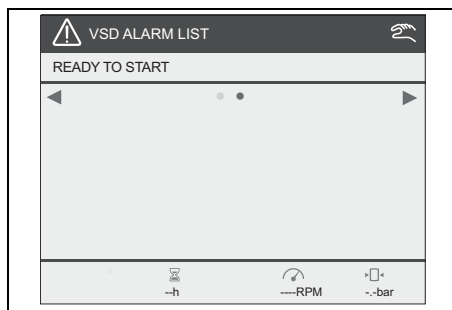 VSD ALARM LIST
READY TO START
--h
----RPM
-.-bar